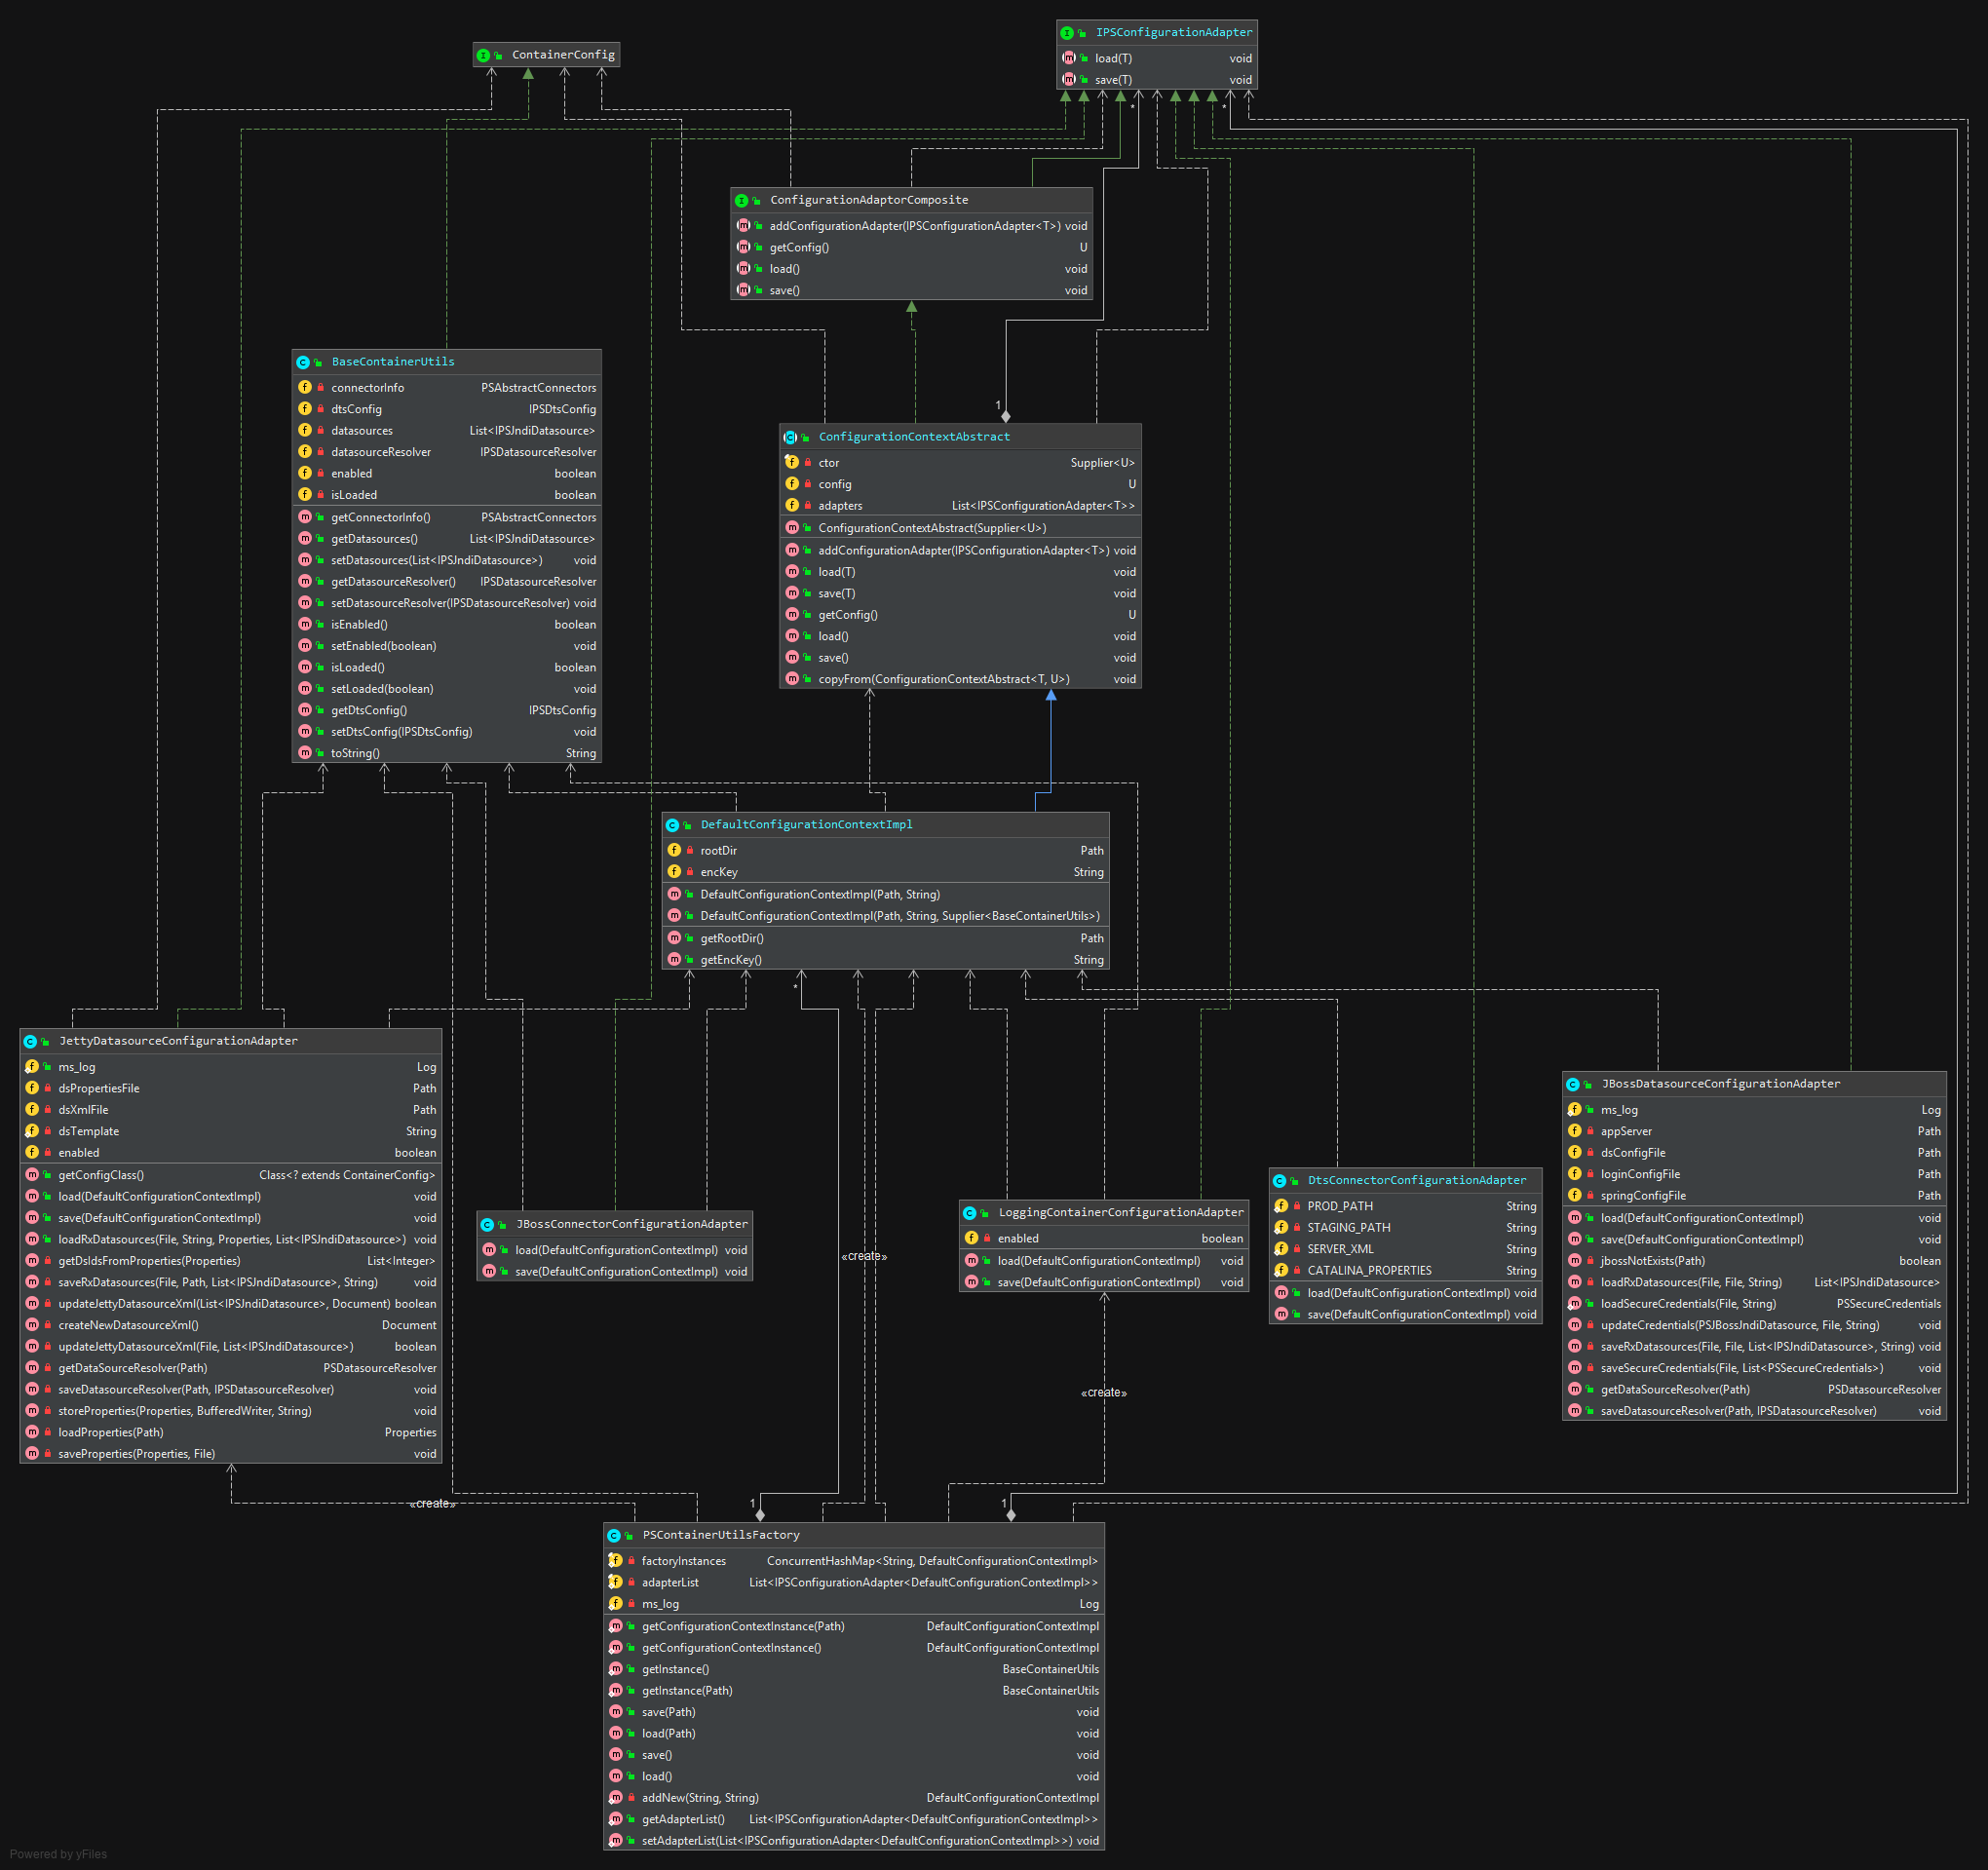 ContainerConfig
IPSConfigurationAdapter
load(T) void
save(T) void
*
*
ConfigurationAdaptorComposite
addConfigurationAdapter(IPSConfigurationAdapter<T>) void
getConfig() U
load() void
save() void
BaseContainerUtils
connectorInfo PSAbstractConnectors
dtsConfig IPSDtsConfig
datasources List<IPSJndiDatasource>
datasourceResolver IPSDatasourceResolver
enabled boolean
isLoaded boolean
getConnectorInfo() PSAbstractConnectors
getDatasources() List<IPSJndiDatasource>
setDatasources(List<IPSJndiDatasource>) void
getDatasourceResolver() IPSDatasourceResolver
setDatasourceResolver(IPSDatasourceResolver) void
isEnabled() boolean
setEnabled(boolean) void
isLoaded() boolean
setLoaded(boolean) void
getDtsConfig() IPSDtsConfig
setDtsConfig(IPSDtsConfig) void
toString() String
1
ConfigurationContextAbstract
ctor Supplier<U>
config U
adapters List<IPSConfigurationAdapter<T>>
ConfigurationContextAbstract(Supplier<U>)
addConfigurationAdapter(IPSConfigurationAdapter<T>) void
load(T) void
save(T) void
getConfig() U
load() void
save() void
copyFrom(ConfigurationContextAbstract<T, U>) void
DefaultConfigurationContextImpl
rootDir Path
encKey String
DefaultConfigurationContextImpl(Path, String)
DefaultConfigurationContextImpl(Path, String, Supplier<BaseContainerUtils>)
getRootDir() Path
getEncKey() String
*
JettyDatasourceConfigurationAdapter
ms_log Log
dsPropertiesFile Path
dsXmlFile Path
dsTemplate String
enabled boolean
getConfigClass() Class<? extends ContainerConfig>
load(DefaultConfigurationContextImpl) void
save(DefaultConfigurationContextImpl) void
loadRxDatasources(File, String, Properties, List<IPSJndiDatasource>) void
getDsIdsFromProperties(Properties) List<Integer>
saveRxDatasources(File, Path, List<IPSJndiDatasource>, String) void
updateJettyDatasourceXml(List<IPSJndiDatasource>, Document) boolean
createNewDatasourceXml() Document
updateJettyDatasourceXml(File, List<IPSJndiDatasource>) boolean
getDataSourceResolver(Path) PSDatasourceResolver
saveDatasourceResolver(Path, IPSDatasourceResolver) void
storeProperties(Properties, BufferedWriter, String) void
loadProperties(Path) Properties
saveProperties(Properties, File) void
JBossConnectorConfigurationAdapter
load(DefaultConfigurationContextImpl) void
save(DefaultConfigurationContextImpl) void
«create»
LoggingContainerConfigurationAdapter
enabled boolean
load(DefaultConfigurationContextImpl) void
save(DefaultConfigurationContextImpl) void
DtsConnectorConfigurationAdapter
PROD_PATH String
STAGING_PATH String
SERVER_XML String
CATALINA_PROPERTIES String
load(DefaultConfigurationContextImpl) void
save(DefaultConfigurationContextImpl) void
JBossDatasourceConfigurationAdapter
ms_log Log
appServer Path
dsConfigFile Path
loginConfigFile Path
springConfigFile Path
load(DefaultConfigurationContextImpl) void
save(DefaultConfigurationContextImpl) void
jbossNotExists(Path) boolean
loadRxDatasources(File, File, String) List<IPSJndiDatasource>
loadSecureCredentials(File, String) PSSecureCredentials
updateCredentials(PSJBossJndiDatasource, File, String) void
saveRxDatasources(File, File, List<IPSJndiDatasource>, String) void
saveSecureCredentials(File, List<PSSecureCredentials>) void
getDataSourceResolver(Path) PSDatasourceResolver
saveDatasourceResolver(Path, IPSDatasourceResolver) void
«create»
«create»
1
1
PSContainerUtilsFactory
factoryInstances ConcurrentHashMap<String, DefaultConfigurationContextImpl>
adapterList List<IPSConfigurationAdapter<DefaultConfigurationContextImpl>>
ms_log Log
getConfigurationContextInstance(Path) DefaultConfigurationContextImpl
getConfigurationContextInstance() DefaultConfigurationContextImpl
getInstance() BaseContainerUtils
getInstance(Path) BaseContainerUtils
save(Path) void
load(Path) void
save() void
load() void
addNew(String, String) DefaultConfigurationContextImpl
getAdapterList() List<IPSConfigurationAdapter<DefaultConfigurationContextImpl>>
setAdapterList(List<IPSConfigurationAdapter<DefaultConfigurationContextImpl>>) void
Powered by yFiles